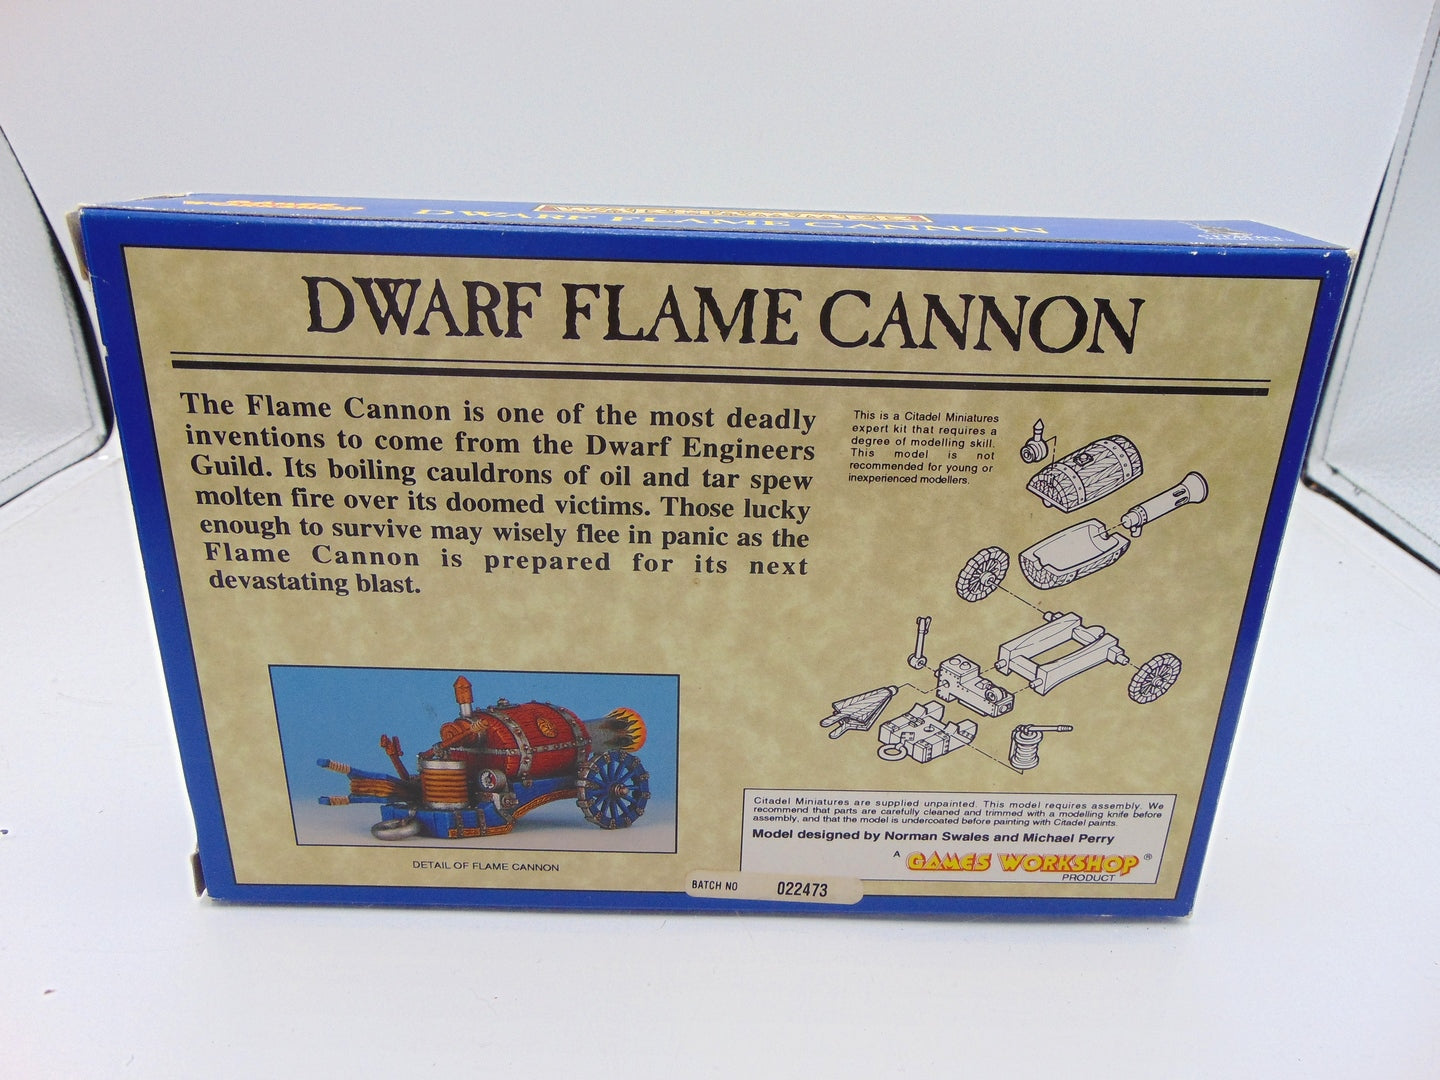 GAMES WORKSHOP
WARHAMMER
DWARF FLAME CANNON
DWARF FLAME CANNON
The Flame Cannon is one of the most deadly
inventions to come from the Dwarf Engineers
Guild. Its boiling cauldrons of oil and tar spew
molten fire over its doomed victims. Those lucky
enough to survive may wisely flee in panic as the
Flame Cannon is prepared for its next
devastating blast.
This is a Citadel Miniatures
expert kit that requires a
degree of modelling skill.
This model is not
recommended for young or
inexperienced modellers.
DETAIL OF FLAME CANNON
Citadel Miniatures are supplied unpainted. This model requires assembly. We
recommend that parts are carefully cleaned and trimmed with a modelling knife before
assembly, and that the model is undercoated before painting with Citadel paints.
Model designed by Norman Swales and Michael Perry
A GAMES WORKSHOP ®
PRODUCT
BATCH NO 022473